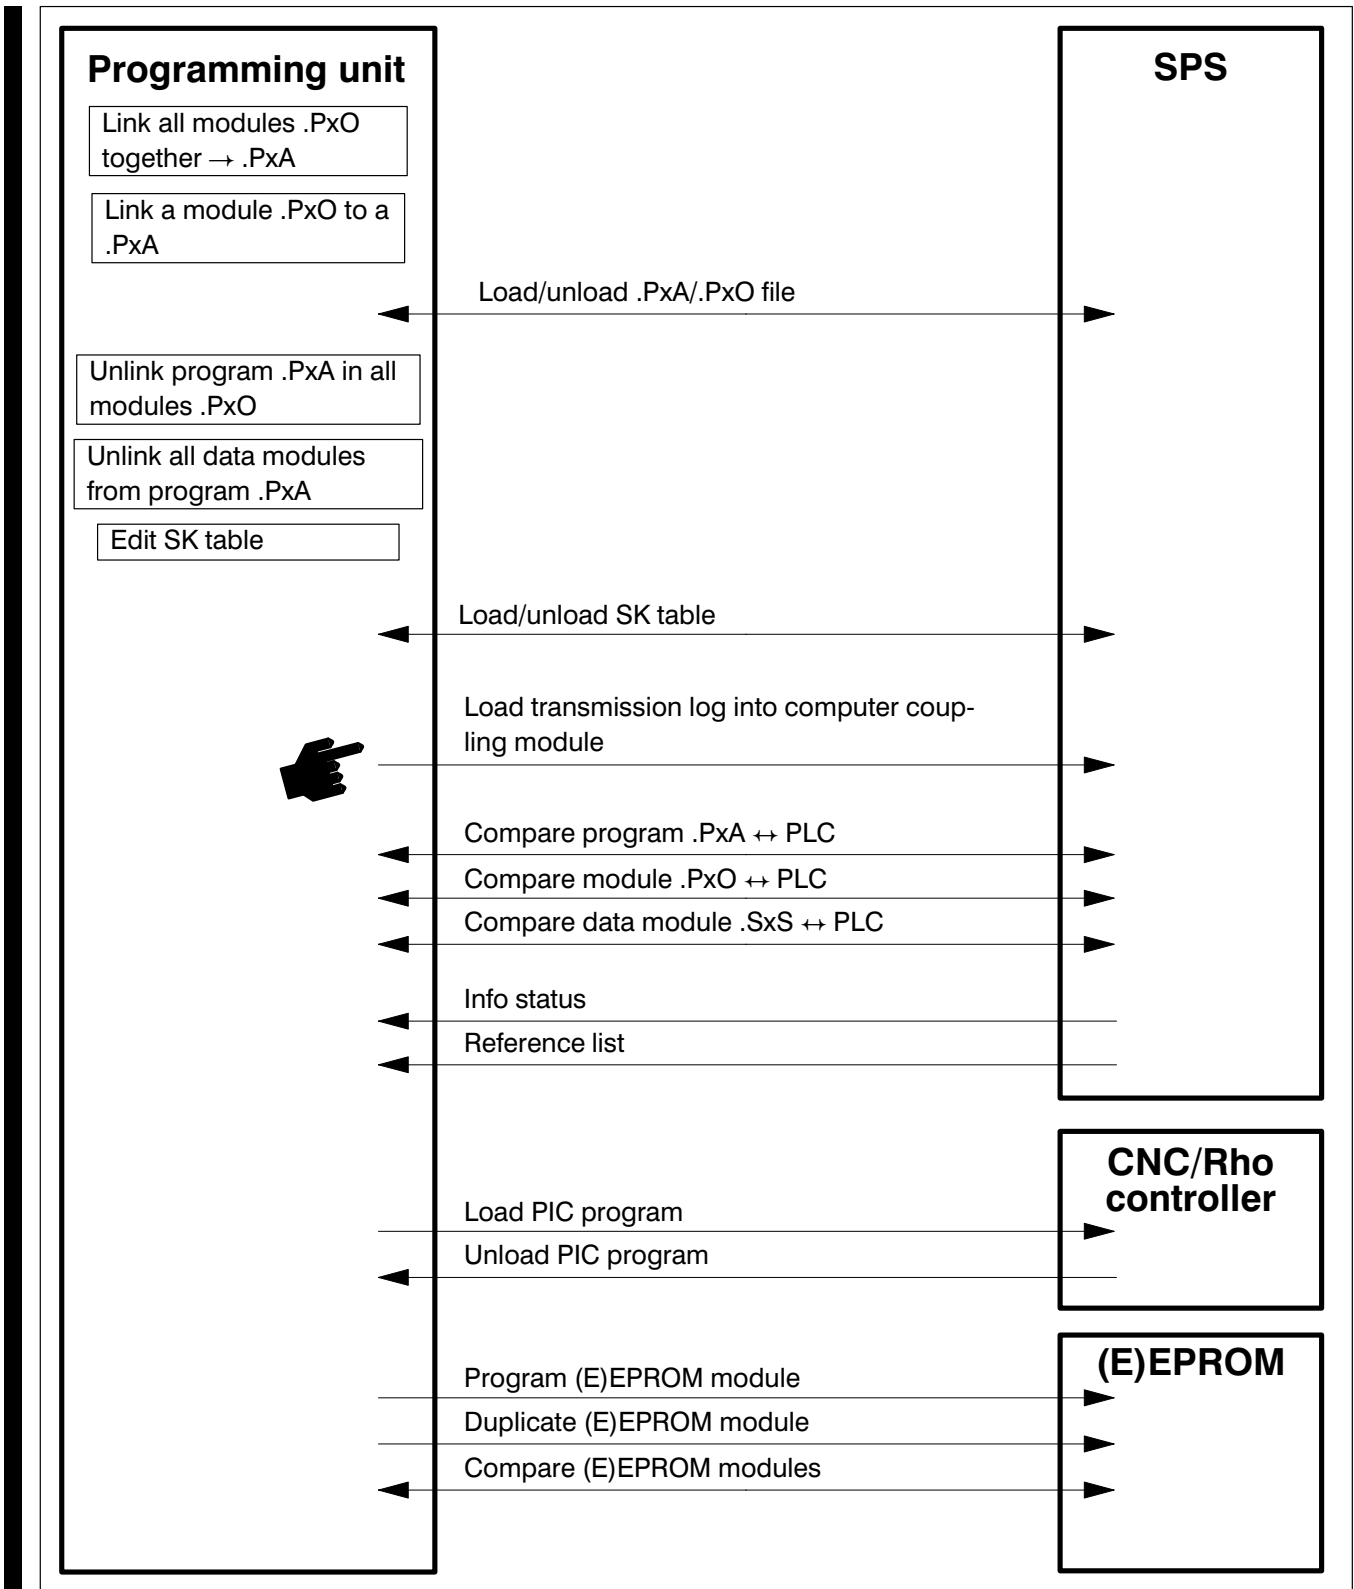 Programming unit
SPS
Link all modules .PxO
together → .PxA
Link a module .PxO to a
.PxA
Load/unload .PxA/.PxO file
Unlink program .PxA in all
modules .PxO
Unlink all data modules
from program .PxA
Edit SK table
Load/unload SK table
Load transmission log into computer coup-
ling module
Compare program .PxA ↔ PLC
Compare module .PxO ↔ PLC
Compare data module .SxS ↔ PLC
Info status
Reference list
CNC/Rho
controller
Load PIC program
Unload PIC program
(E)EPROM
Program (E)EPROM module
Duplicate (E)EPROM module
Compare (E)EPROM modules